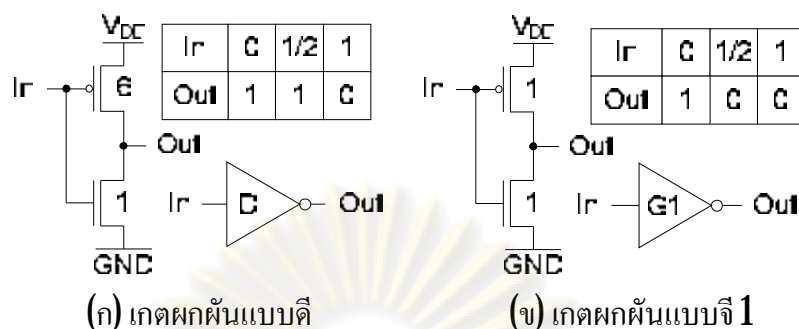 V_DD
In 0 1/2 1
Out 1 1 0
In
6
Out
1
In D Out
GND
(ก) เกตผกผันแบบดี
V_DD
In 0 1/2 1
Out 1 0 0
In
1
Out
1
In G1 Out
GND
(ข) เกตผกผันแบบจี 1